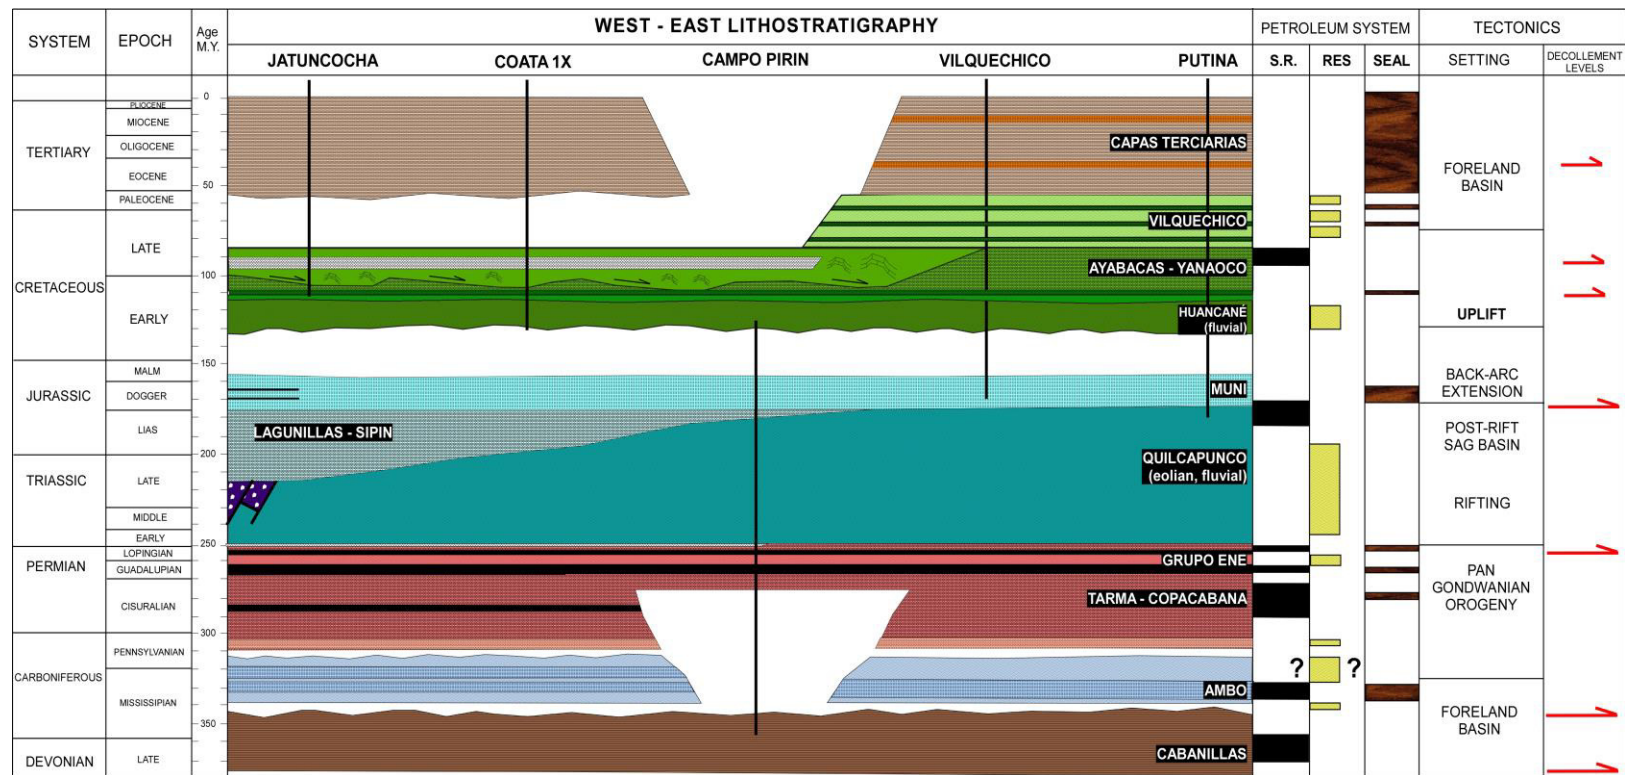 WEST - EAST LITHOSTRATIGRAPHY
PETROLEUM SYSTEM
TECTONICS
SYSTEM
EPOCH
Age
M.Y.
JATUNCOCHA
COATA 1X
CAMPO PIRIN
VILQUECHICO
PUTINA
S.R.
RES
SEAL
SETTING
DECOLLEMENT
LEVELS
TERTIARY
CRETACEOUS
JURASSIC
TRIASSIC
PERMIAN
CARBONIFEROUS
DEVONIAN
PLIOCENE
MIOCENE
OLIGOCENE
EOCENE
PALEOCENE
LATE
EARLY
MALM
DOGGER
LIAS
LATE
MIDDLE
EARLY
LOPINGIAN
GUADALUPIAN
CISURALIAN
PENNSYLVANIAN
MISSISSIPIAN
LATE
0
50
100
150
200
250
300
350
CAPAS TERCIARIAS
VILQUECHICO
AYABACAS - YANAOCO
HUANCANÉ
(fluvial)
MUNI
LAGUNILLAS - SIPIN
QUILCAPUNCO
(eolian, fluvial)
GRUPO ENE
TARMA - COPACABANA
AMBO
CABANILLAS
? ?
FORELAND
BASIN
UPLIFT
BACK-ARC
EXTENSION
POST-RIFT
SAG BASIN
RIFTING
PAN
GONDWANIAN
OROGENY
FORELAND
BASIN